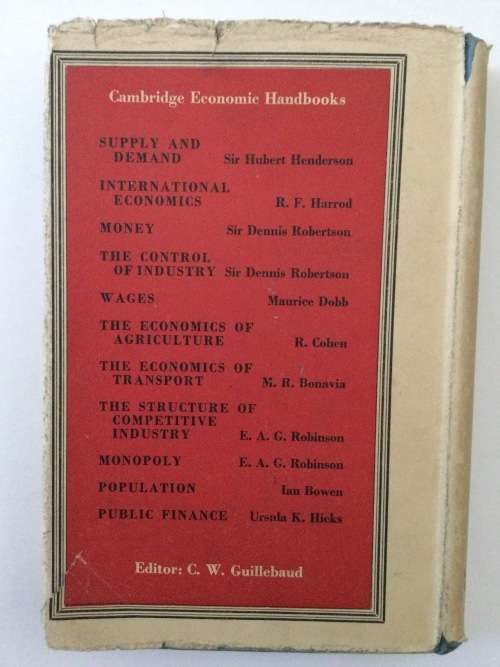 Cambridge Economic Handbooks
SUPPLY AND
DEMAND Sir Hubert Henderson
INTERNATIONAL
ECONOMICS R. F. Harrod
MONEY Sir Dennis Robertson
THE CONTROL
OF INDUSTRY Sir Dennis Robertson
WAGES Maurice Dobb
THE ECONOMICS OF
AGRICULTURE R. Cohen
THE ECONOMICS OF
TRANSPORT M. R. Bonavia
THE STRUCTURE OF
COMPETITIVE
INDUSTRY E. A. G. Robinson
MONOPOLY E. A. G. Robinson
POPULATION Ian Bowen
PUBLIC FINANCE Ursula K. Hicks
Editor: C. W. Guillebaud